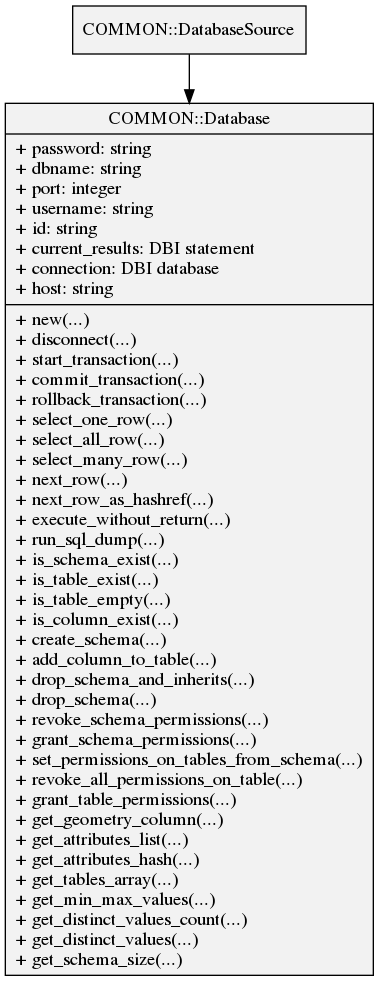 COMMON::DatabaseSource
COMMON::Database
+ password: string
+ dbname: string
+ port: integer
+ username: string
+ id: string
+ current_results: DBI statement
+ connection: DBI database
+ host: string
+ new(...)
+ disconnect(...)
+ start_transaction(...)
+ commit_transaction(...)
+ rollback_transaction(...)
+ select_one_row(...)
+ select_all_row(...)
+ select_many_row(...)
+ next_row(...)
+ next_row_as_hashref(...)
+ execute_without_return(...)
+ run_sql_dump(...)
+ is_schema_exist(...)
+ is_table_exist(...)
+ is_table_empty(...)
+ is_column_exist(...)
+ create_schema(...)
+ add_column_to_table(...)
+ drop_schema_and_inherits(...)
+ drop_schema(...)
+ revoke_schema_permissions(...)
+ grant_schema_permissions(...)
+ set_permissions_on_tables_from_schema(...)
+ revoke_all_permissions_on_table(...)
+ grant_table_permissions(...)
+ get_geometry_column(...)
+ get_attributes_list(...)
+ get_attributes_hash(...)
+ get_tables_array(...)
+ get_min_max_values(...)
+ get_distinct_values_count(...)
+ get_distinct_values(...)
+ get_schema_size(...)